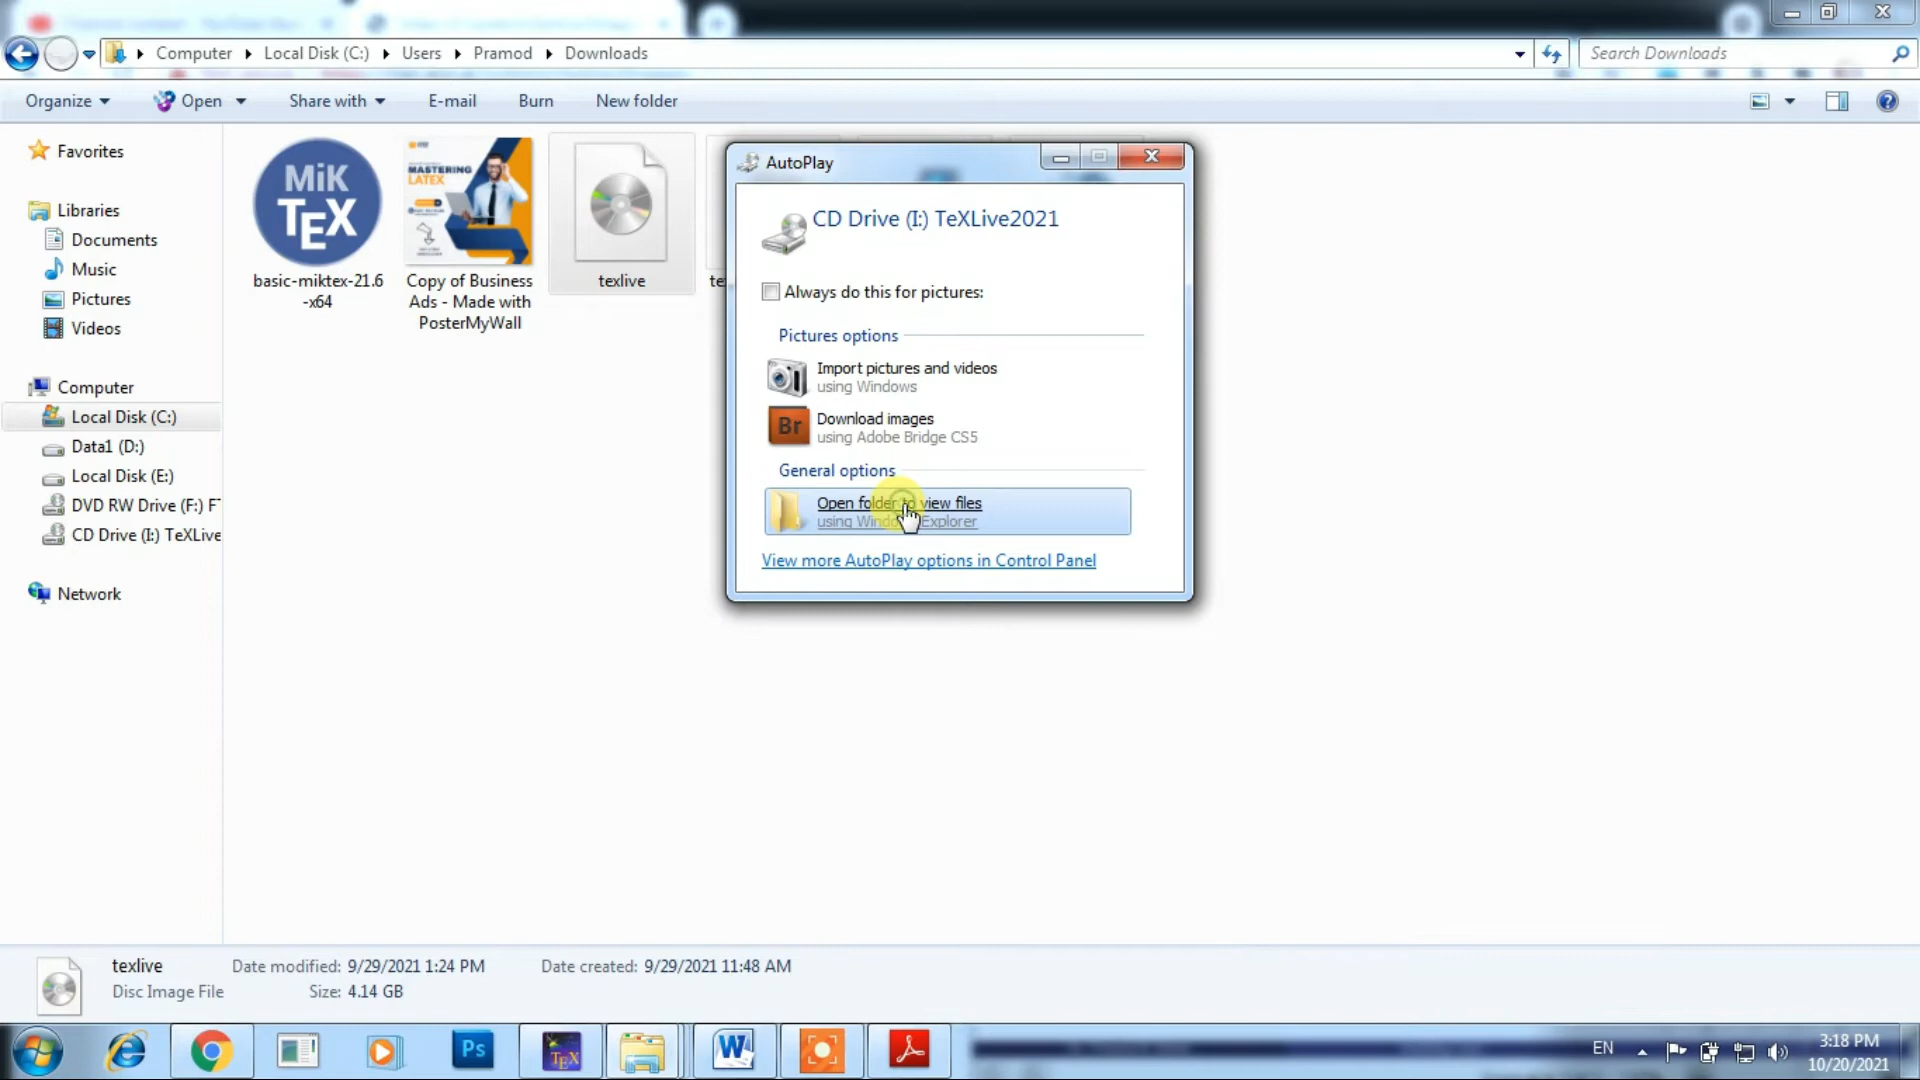 Computer
Local Disk (C:)
Users
Pramod
Downloads
Search Downloads
Organize
Open
Share with
E-mail
Burn
New folder
Favorites
Libraries
Documents
Music
Pictures
Videos
Computer
Local Disk (C:)
Data1 (D:)
Local Disk (E:)
DVD RW Drive (F:) F
CD Drive (I:) TeXLive
Network
MiK
TEX
basic-miktex-21.6
-x64
MASTERING
LATEX
Copy of Business
Ads - Made with
PosterMyWall
texlive
te
AutoPlay
CD Drive (I:) TeXLive2021
Always do this for pictures:
Pictures options
Import pictures and videos
using Windows
Br
Download images
using Adobe Bridge CS5
General options
Open folder to view files
using Windows Explorer
View more AutoPlay options in Control Panel
texlive
Date modified: 9/29/2021 1:24 PM
Date created: 9/29/2021 11:48 AM
Disc Image File
Size: 4.14 GB
Ps
TEX
W
EN
3:18 PM
10/20/2021